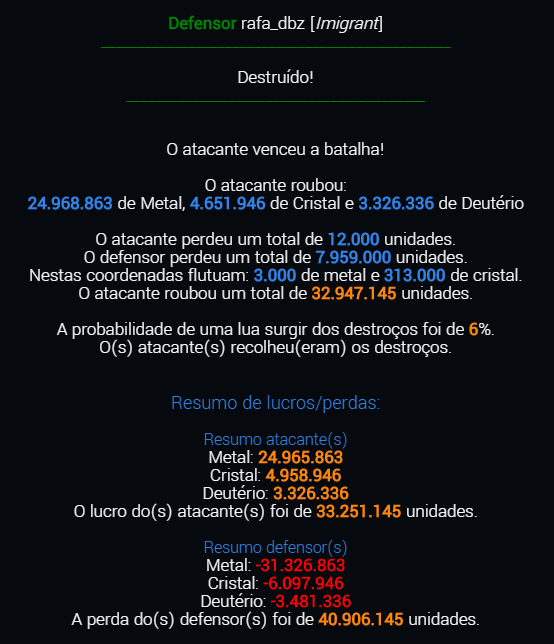 Defensor rafa_dbz [Imigrant]
Destruído!
O atacante venceu a batalha!
O atacante roubou:
24.968.863 de Metal, 4.651.946 de Cristal e 3.326.336 de Deutério
O atacante perdeu um total de 12.000 unidades.
O defensor perdeu um total de 7.959.000 unidades.
Nestas coordenadas flutuam: 3.000 de metal e 313.000 de cristal.
O atacante roubou um total de 32.947.145 unidades.
A probabilidade de uma lua surgir dos destroços foi de 6%.
O(s) atacante(s) recolheu(eram) os destroços.
Resumo de lucros/perdas:
Resumo atacante(s)
Metal: 24.965.863
Cristal: 4.958.946
Deutério: 3.326.336
O lucro do(s) atacante(s) foi de 33.251.145 unidades.
Resumo defensor(s)
Metal: -31.326.863
Cristal: -6.097.946
Deutério: -3.481.336
A perda do(s) defensor(s) foi de 40.906.145 unidades.